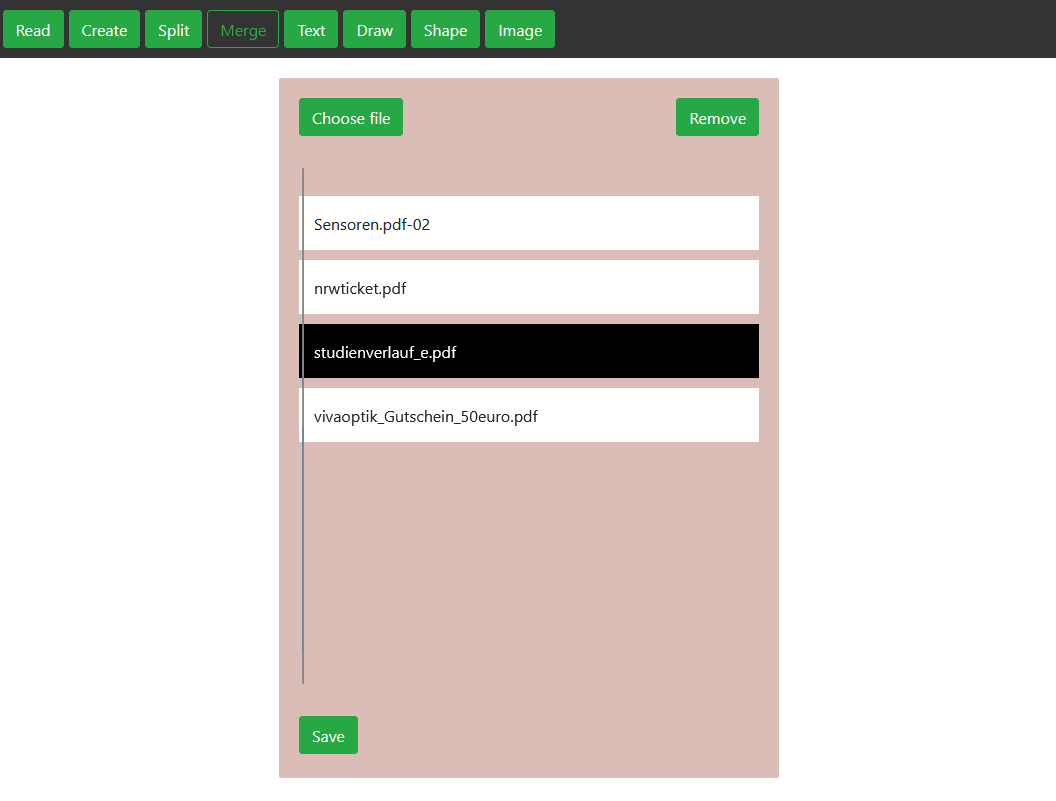 Read Create Split Merge Text Draw Shape Image
Choose file Remove
Sensoren.pdf-02
nrwticket.pdf
studienverlauf_e.pdf
vivaoptik_Gutschein_50euro.pdf
Save